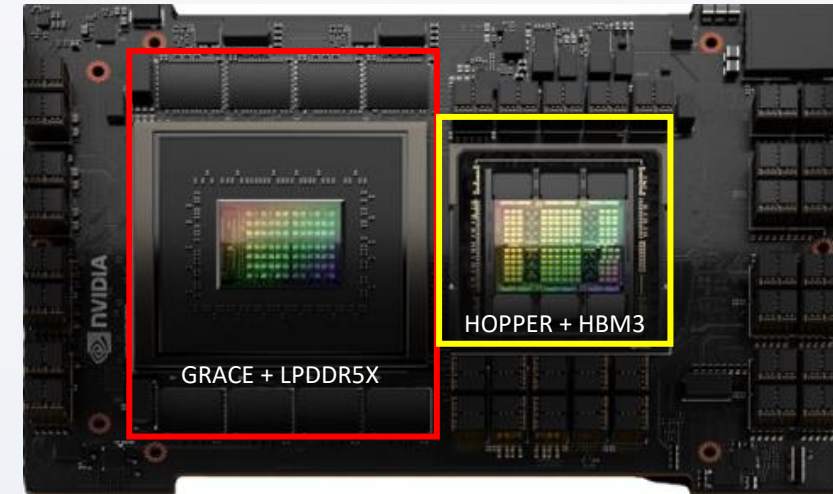 NVIDIA
GRACE + LPDDR5X
HOPPER + HBM3